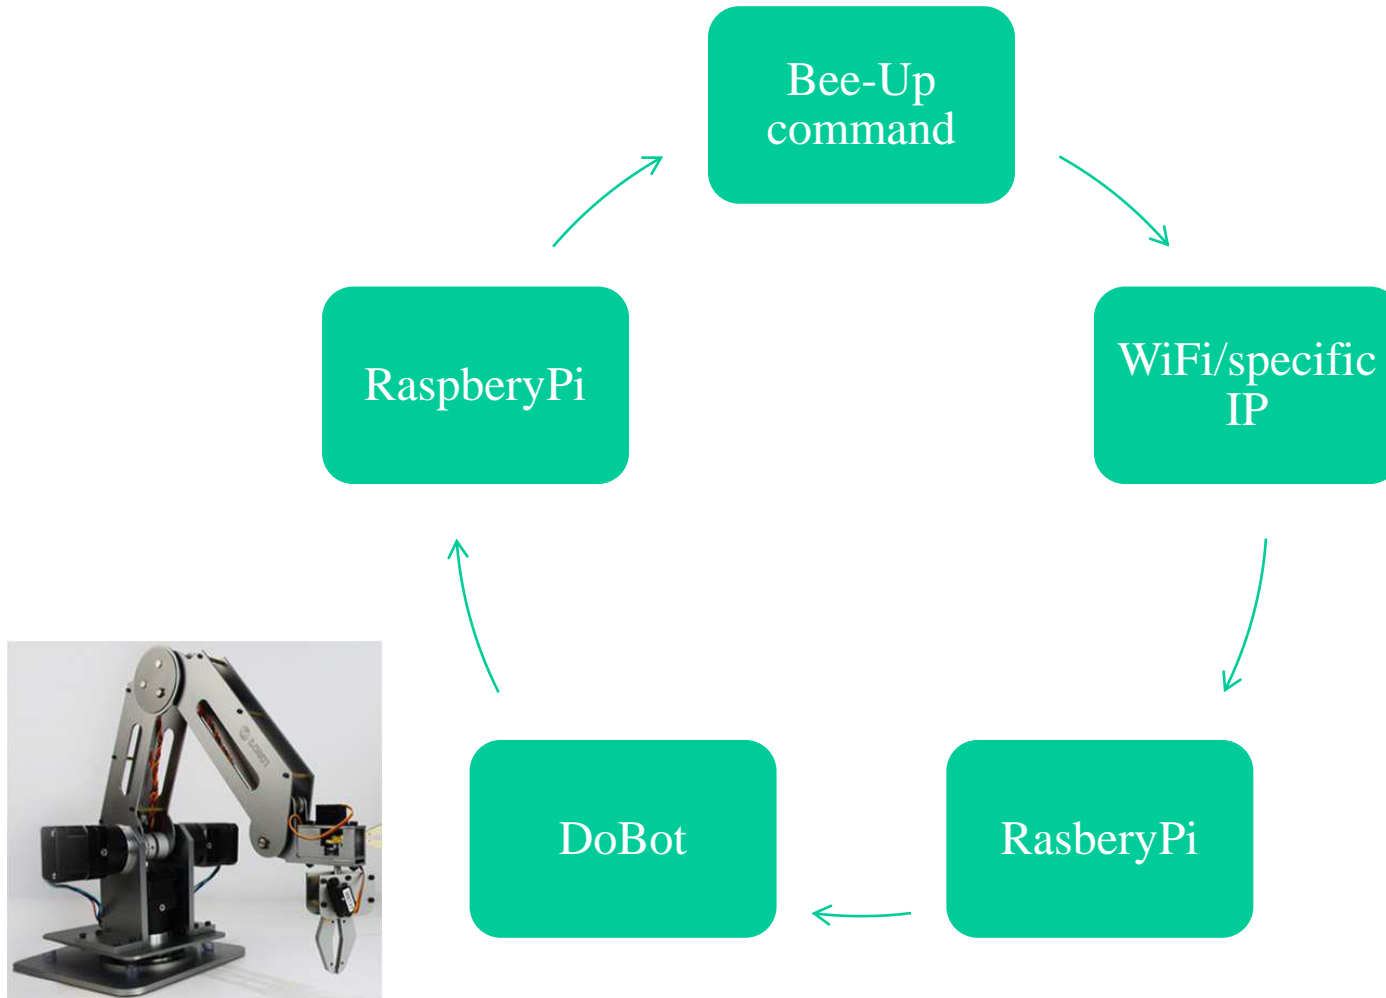 Bee-Up
command
WiFi/specific
IP
RasberyPi
DoBot
RaspberyPi